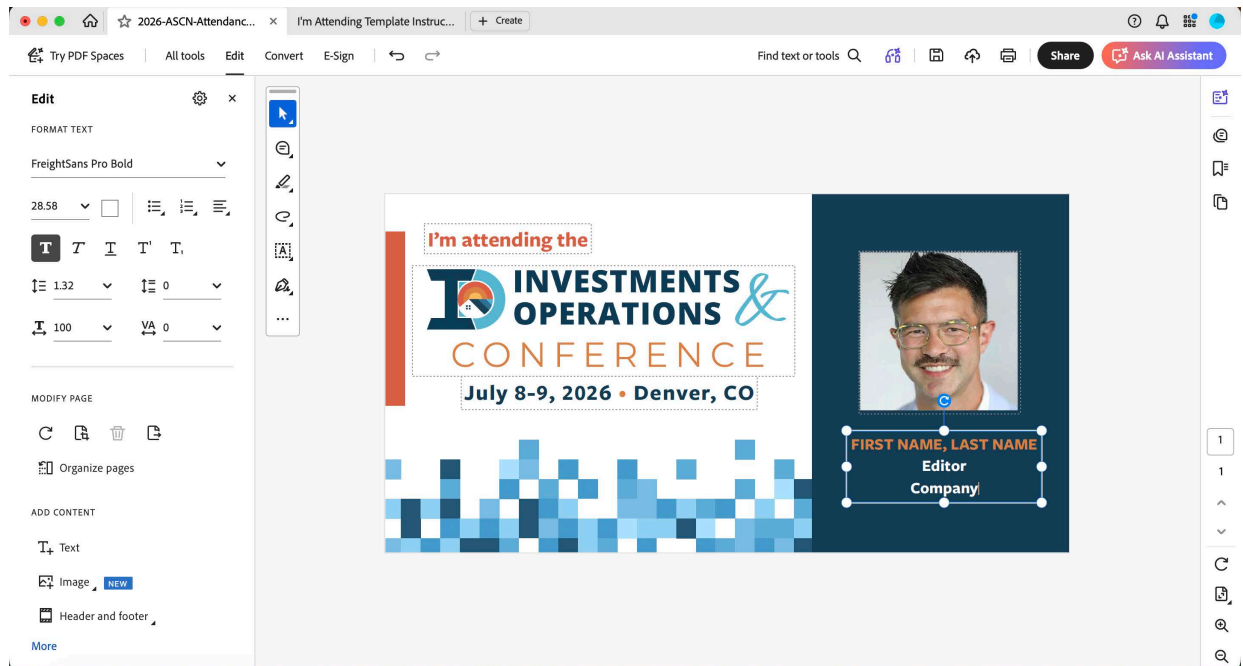 2026-ASCN-Attendanc...
I'm Attending Template Instruc...
+ Create
Try PDF Spaces
All tools
Edit
Convert
E-Sign
Find text or tools
Share
Ask AI Assistant
Edit
FORMAT TEXT
FreightSans Pro Bold
28.58
T T T T' T,
1.32
0
100
VA 0
MODIFY PAGE
Organize pages
ADD CONTENT
Text
Image
NEW
Header and footer
More
A
I'm attending the
ID INVESTMENTS &
OPERATIONS
CONFERENCE
July 8-9, 2026 • Denver, CO
FIRST NAME, LAST NAME
Editor
Company
1
1